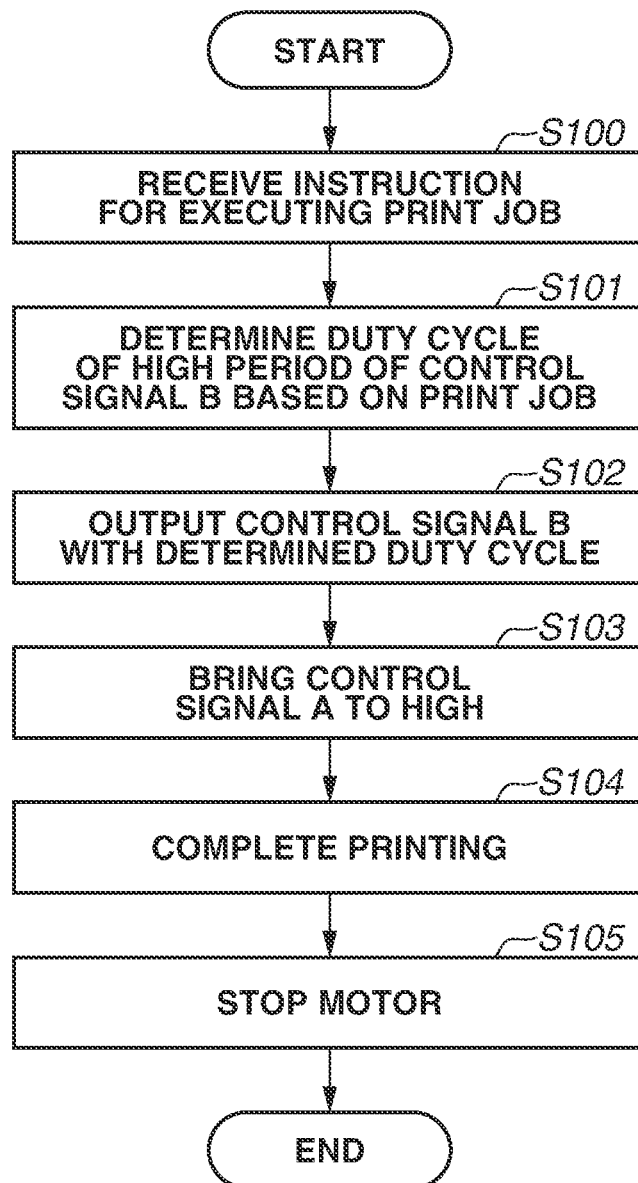 START
S100
RECEIVE INSTRUCTION
FOR EXECUTING PRINT JOB
S101
DETERMINE DUTY CYCLE
OF HIGH PERIOD OF CONTROL
SIGNAL B BASED ON PRINT JOB
S102
OUTPUT CONTROL SIGNAL B
WITH DETERMINED DUTY CYCLE
S103
BRING CONTROL
SIGNAL A TO HIGH
S104
COMPLETE PRINTING
S105
STOP MOTOR
END